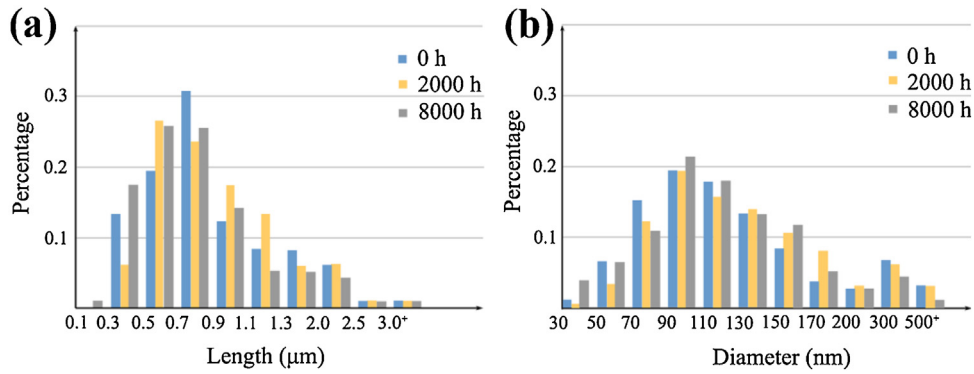 (a)
Percentage
0.3
0.2
0.1
0 h
2000 h
8000 h
0.1 0.3 0.5 0.7 0.9 1.1 1.3 2.0 2.5 3.0+
Length (μm)
(b)
Percentage
0.3
0.2
0.1
0 h
2000 h
8000 h
30 50 70 90 110 130 150 170 200 300 500+
Diameter (nm)